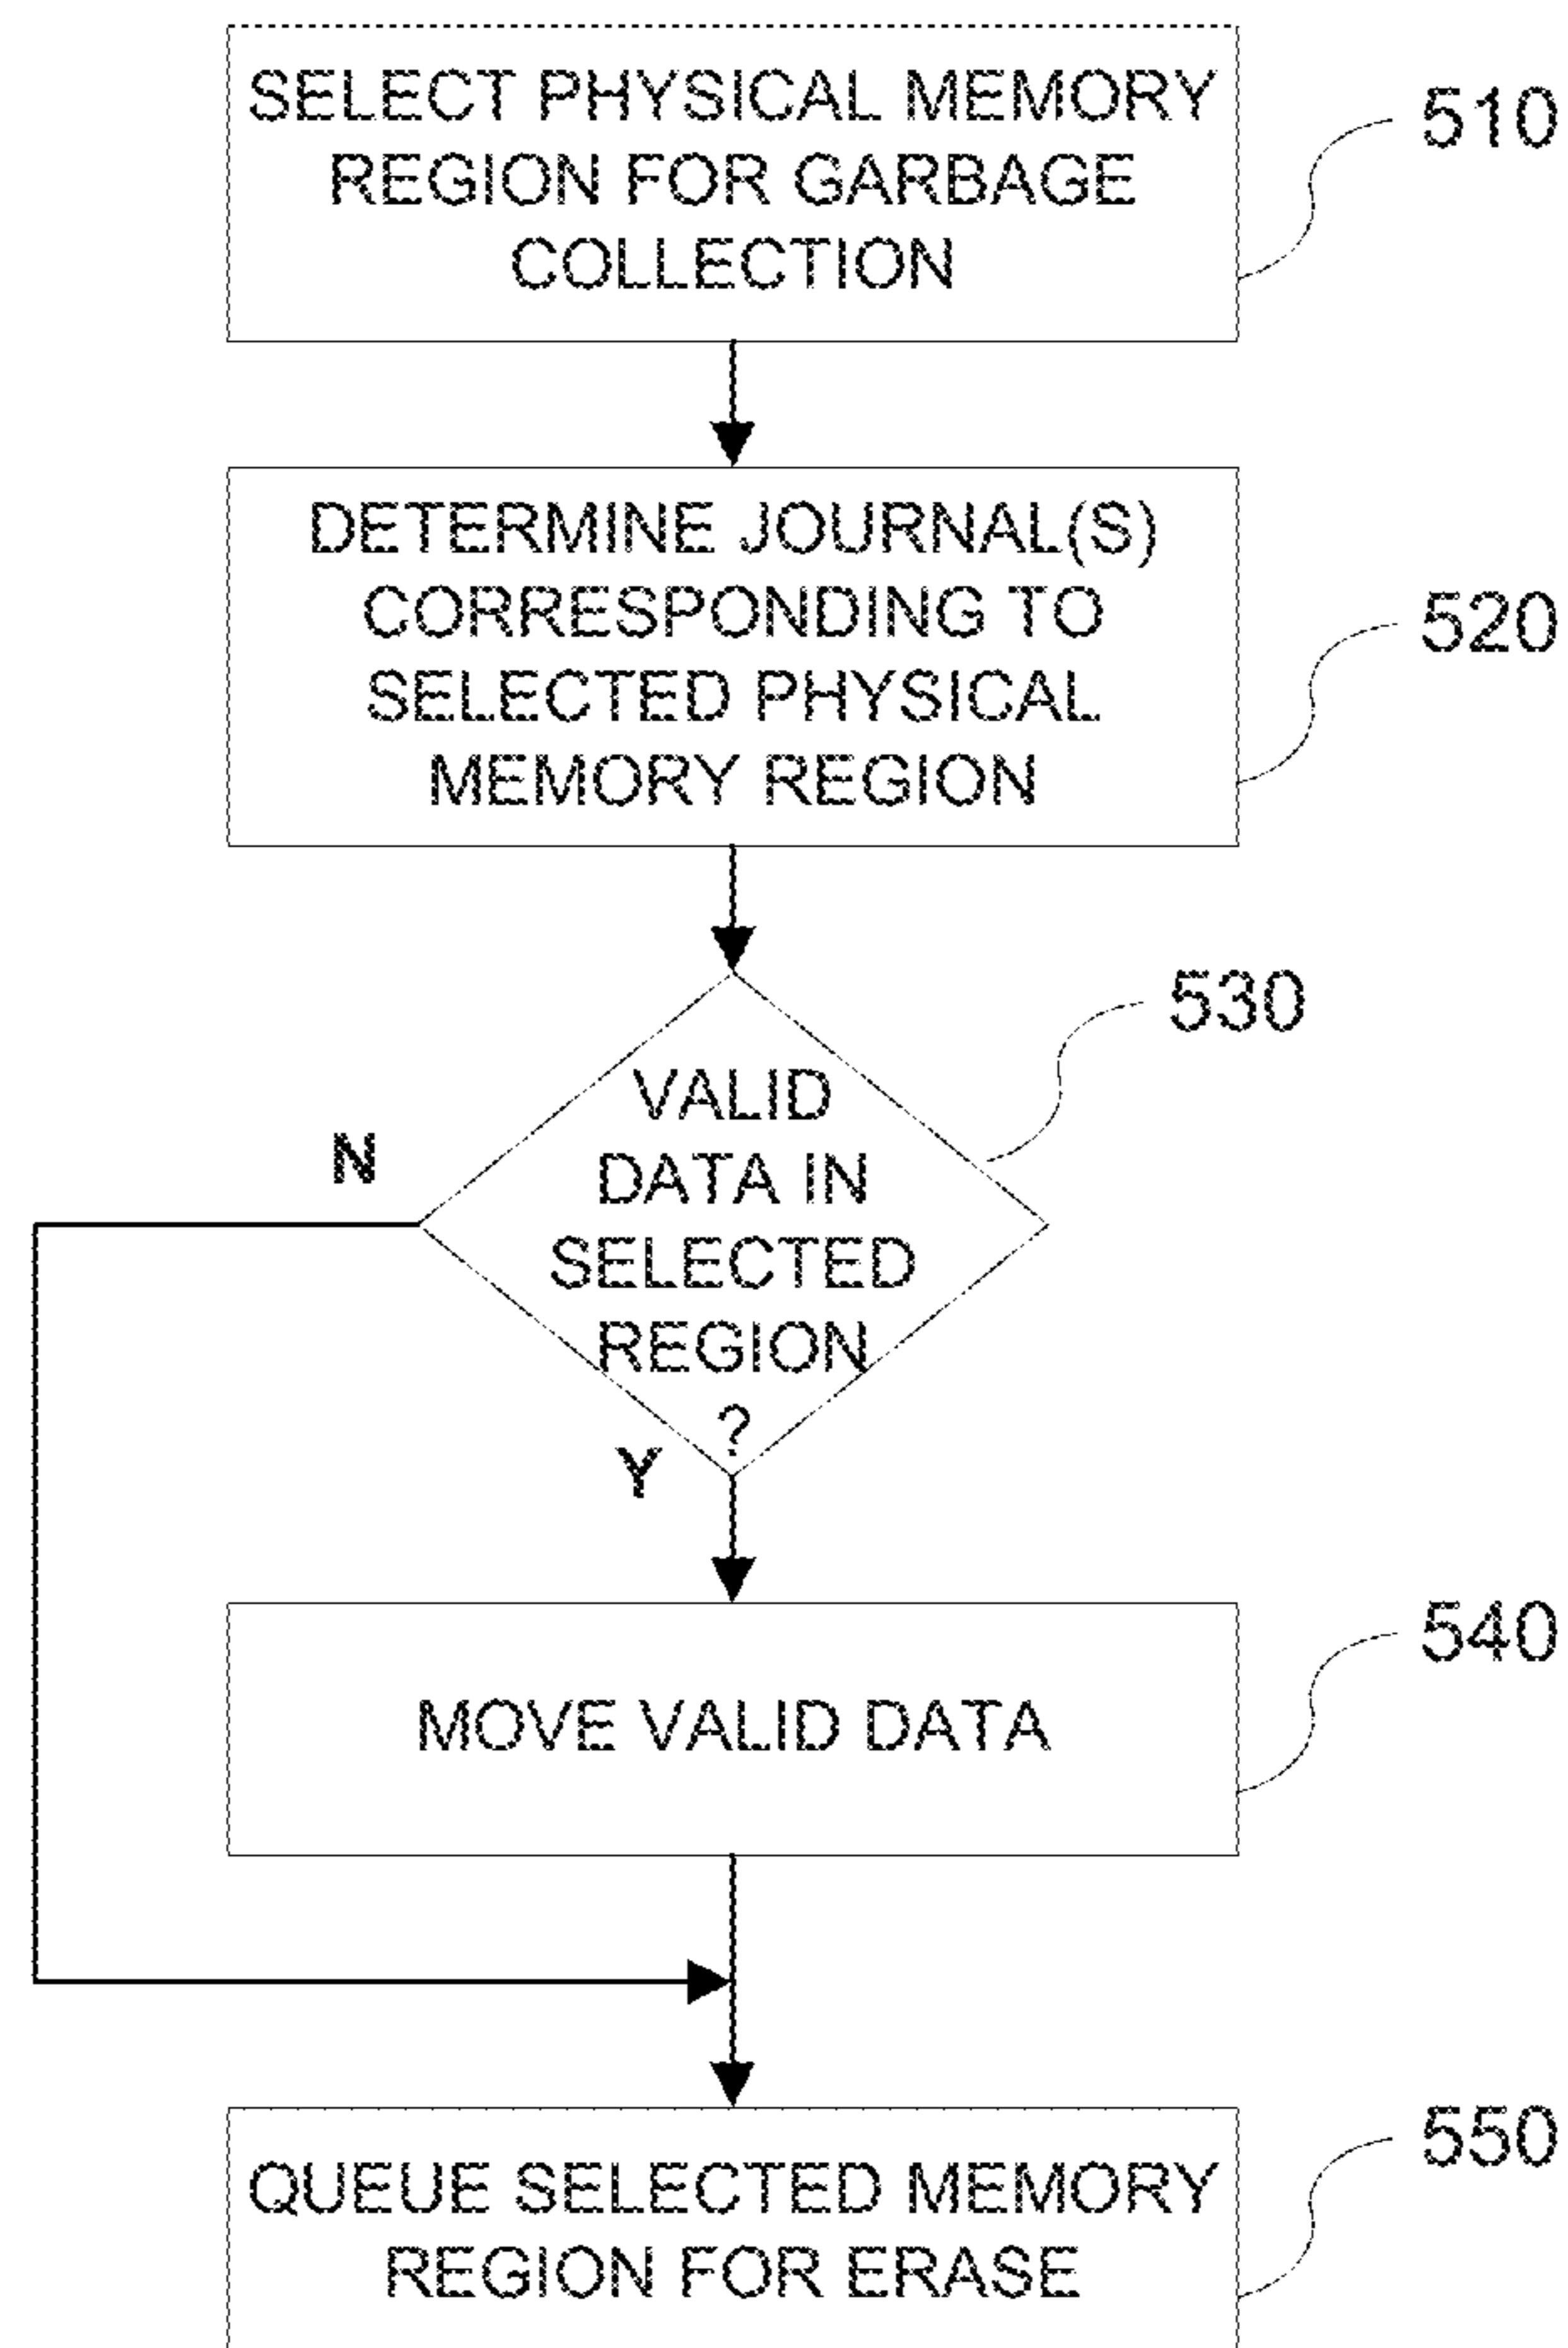 SELECT PHYSICAL MEMORY
REGION FOR GARBAGE
COLLECTION
510
DETERMINE JOURNAL(S)
CORRESPONDING TO
SELECTED PHYSICAL
MEMORY REGION
520
530
VALID
DATA IN
SELECTED
REGION
?
N
Y
540
MOVE VALID DATA
550
QUEUE SELECTED MEMORY
REGION FOR ERASE